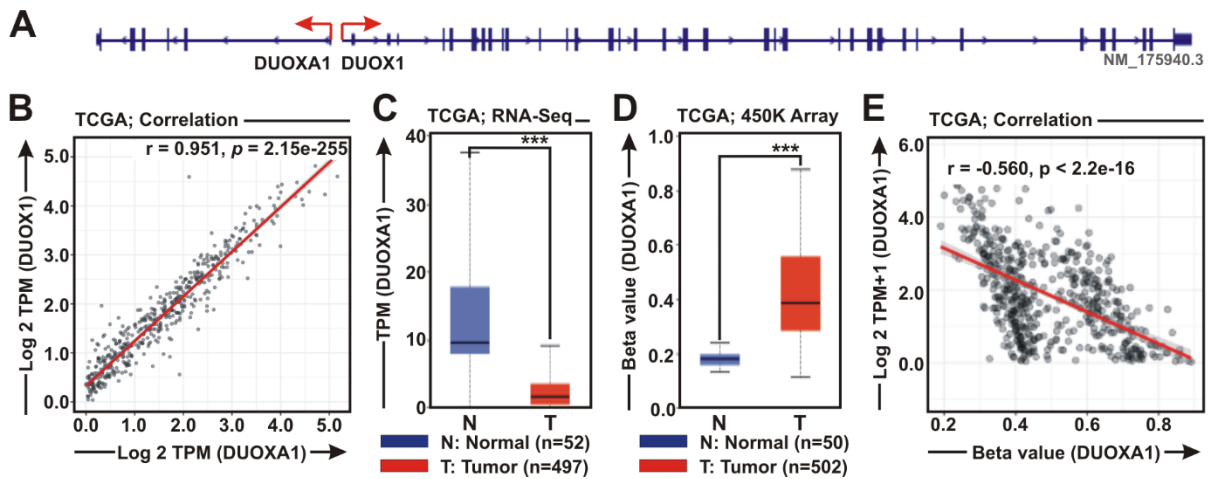 A
DUOXA1 DUOX1
NM_175940.3
B
TCGA; Correlation
r = 0.951, p = 2.15e-255
Log 2 TPM (DUOX1)
5.0
4.0
3.0
2.0
1.0
0.0
0.0 1.0 2.0 3.0 4.0 5.0
Log 2 TPM (DUOXA1)
C
TCGA; RNA-Seq
***
TPM (DUOXA1)
40
30
20
10
0
N T
N: Normal (n=52)
T: Tumor (n=497)
D
TCGA; 450K Array
***
Beta value (DUOXA1)
1.0
0.8
0.6
0.4
0.2
0.0
N T
N: Normal (n=50)
T: Tumor (n=502)
E
TCGA; Correlation
r = -0.560, p < 2.2e-16
Log 2 TPM+1 (DUOXA1)
6.0
4.0
2.0
0.0
0.2 0.4 0.6 0.8
Beta value (DUOXA1)